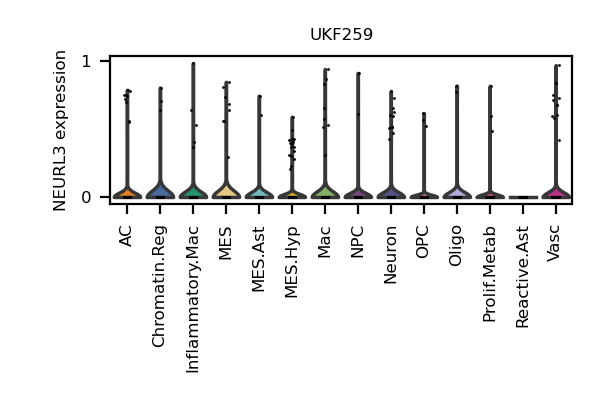 UKF259
NEURL3 expression
1
0
AC
Chromatin.Reg
Inflammatory.Mac
MES
MES.Ast
MES.Hyp
Mac
NPC
Neuron
OPC
Oligo
Prolif.Metab
Reactive.Ast
Vasc